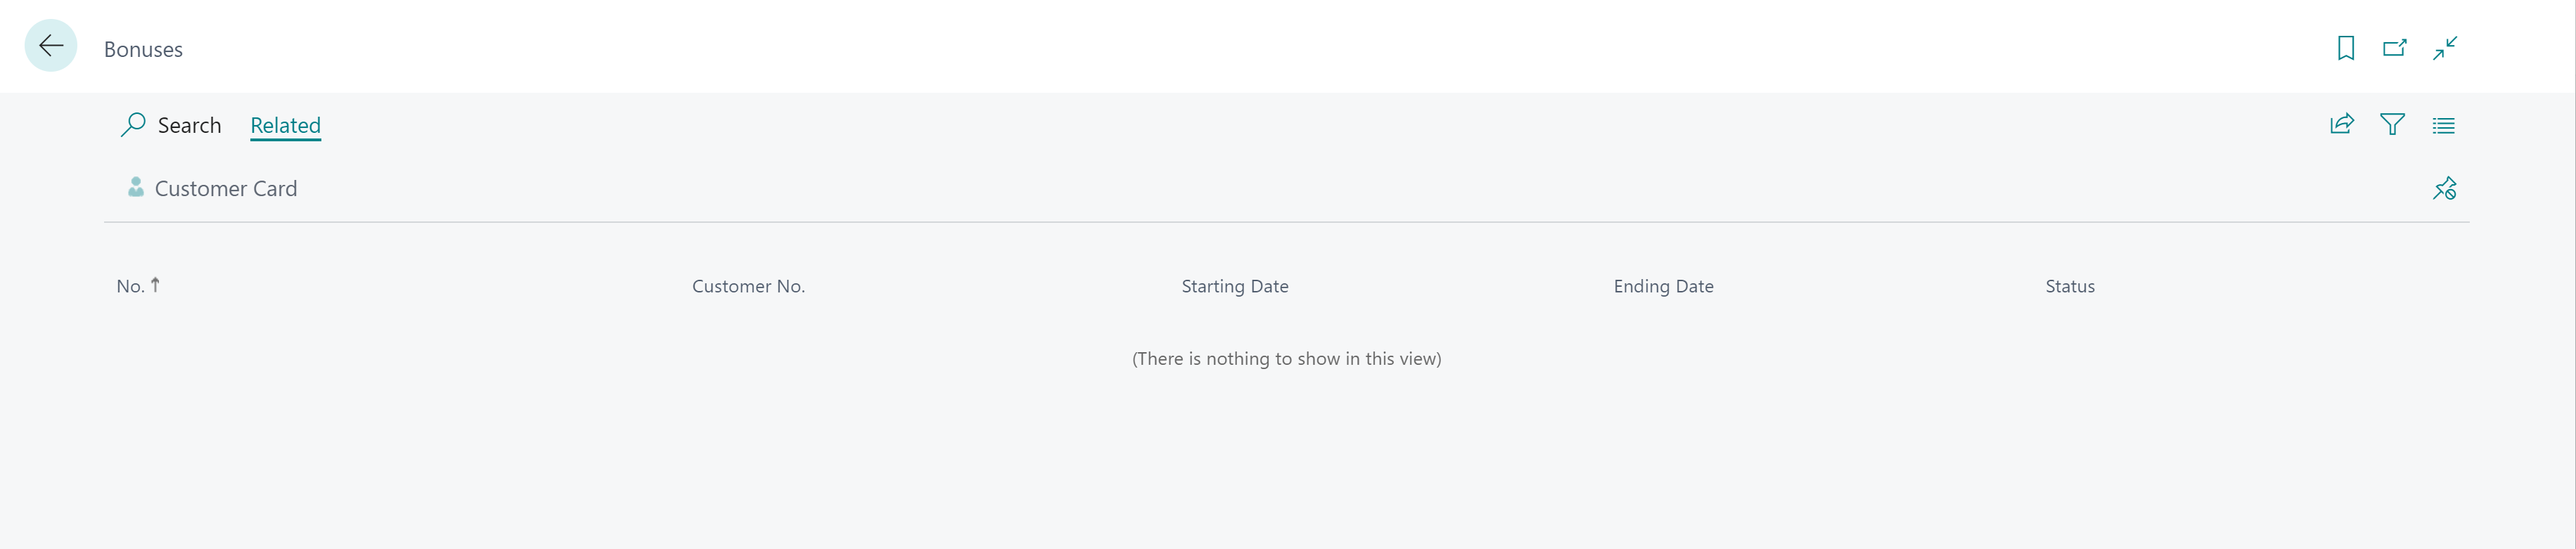 Bonuses
Search Related
Customer Card
No. ↑ Customer No. Starting Date Ending Date Status
(There is nothing to show in this view)